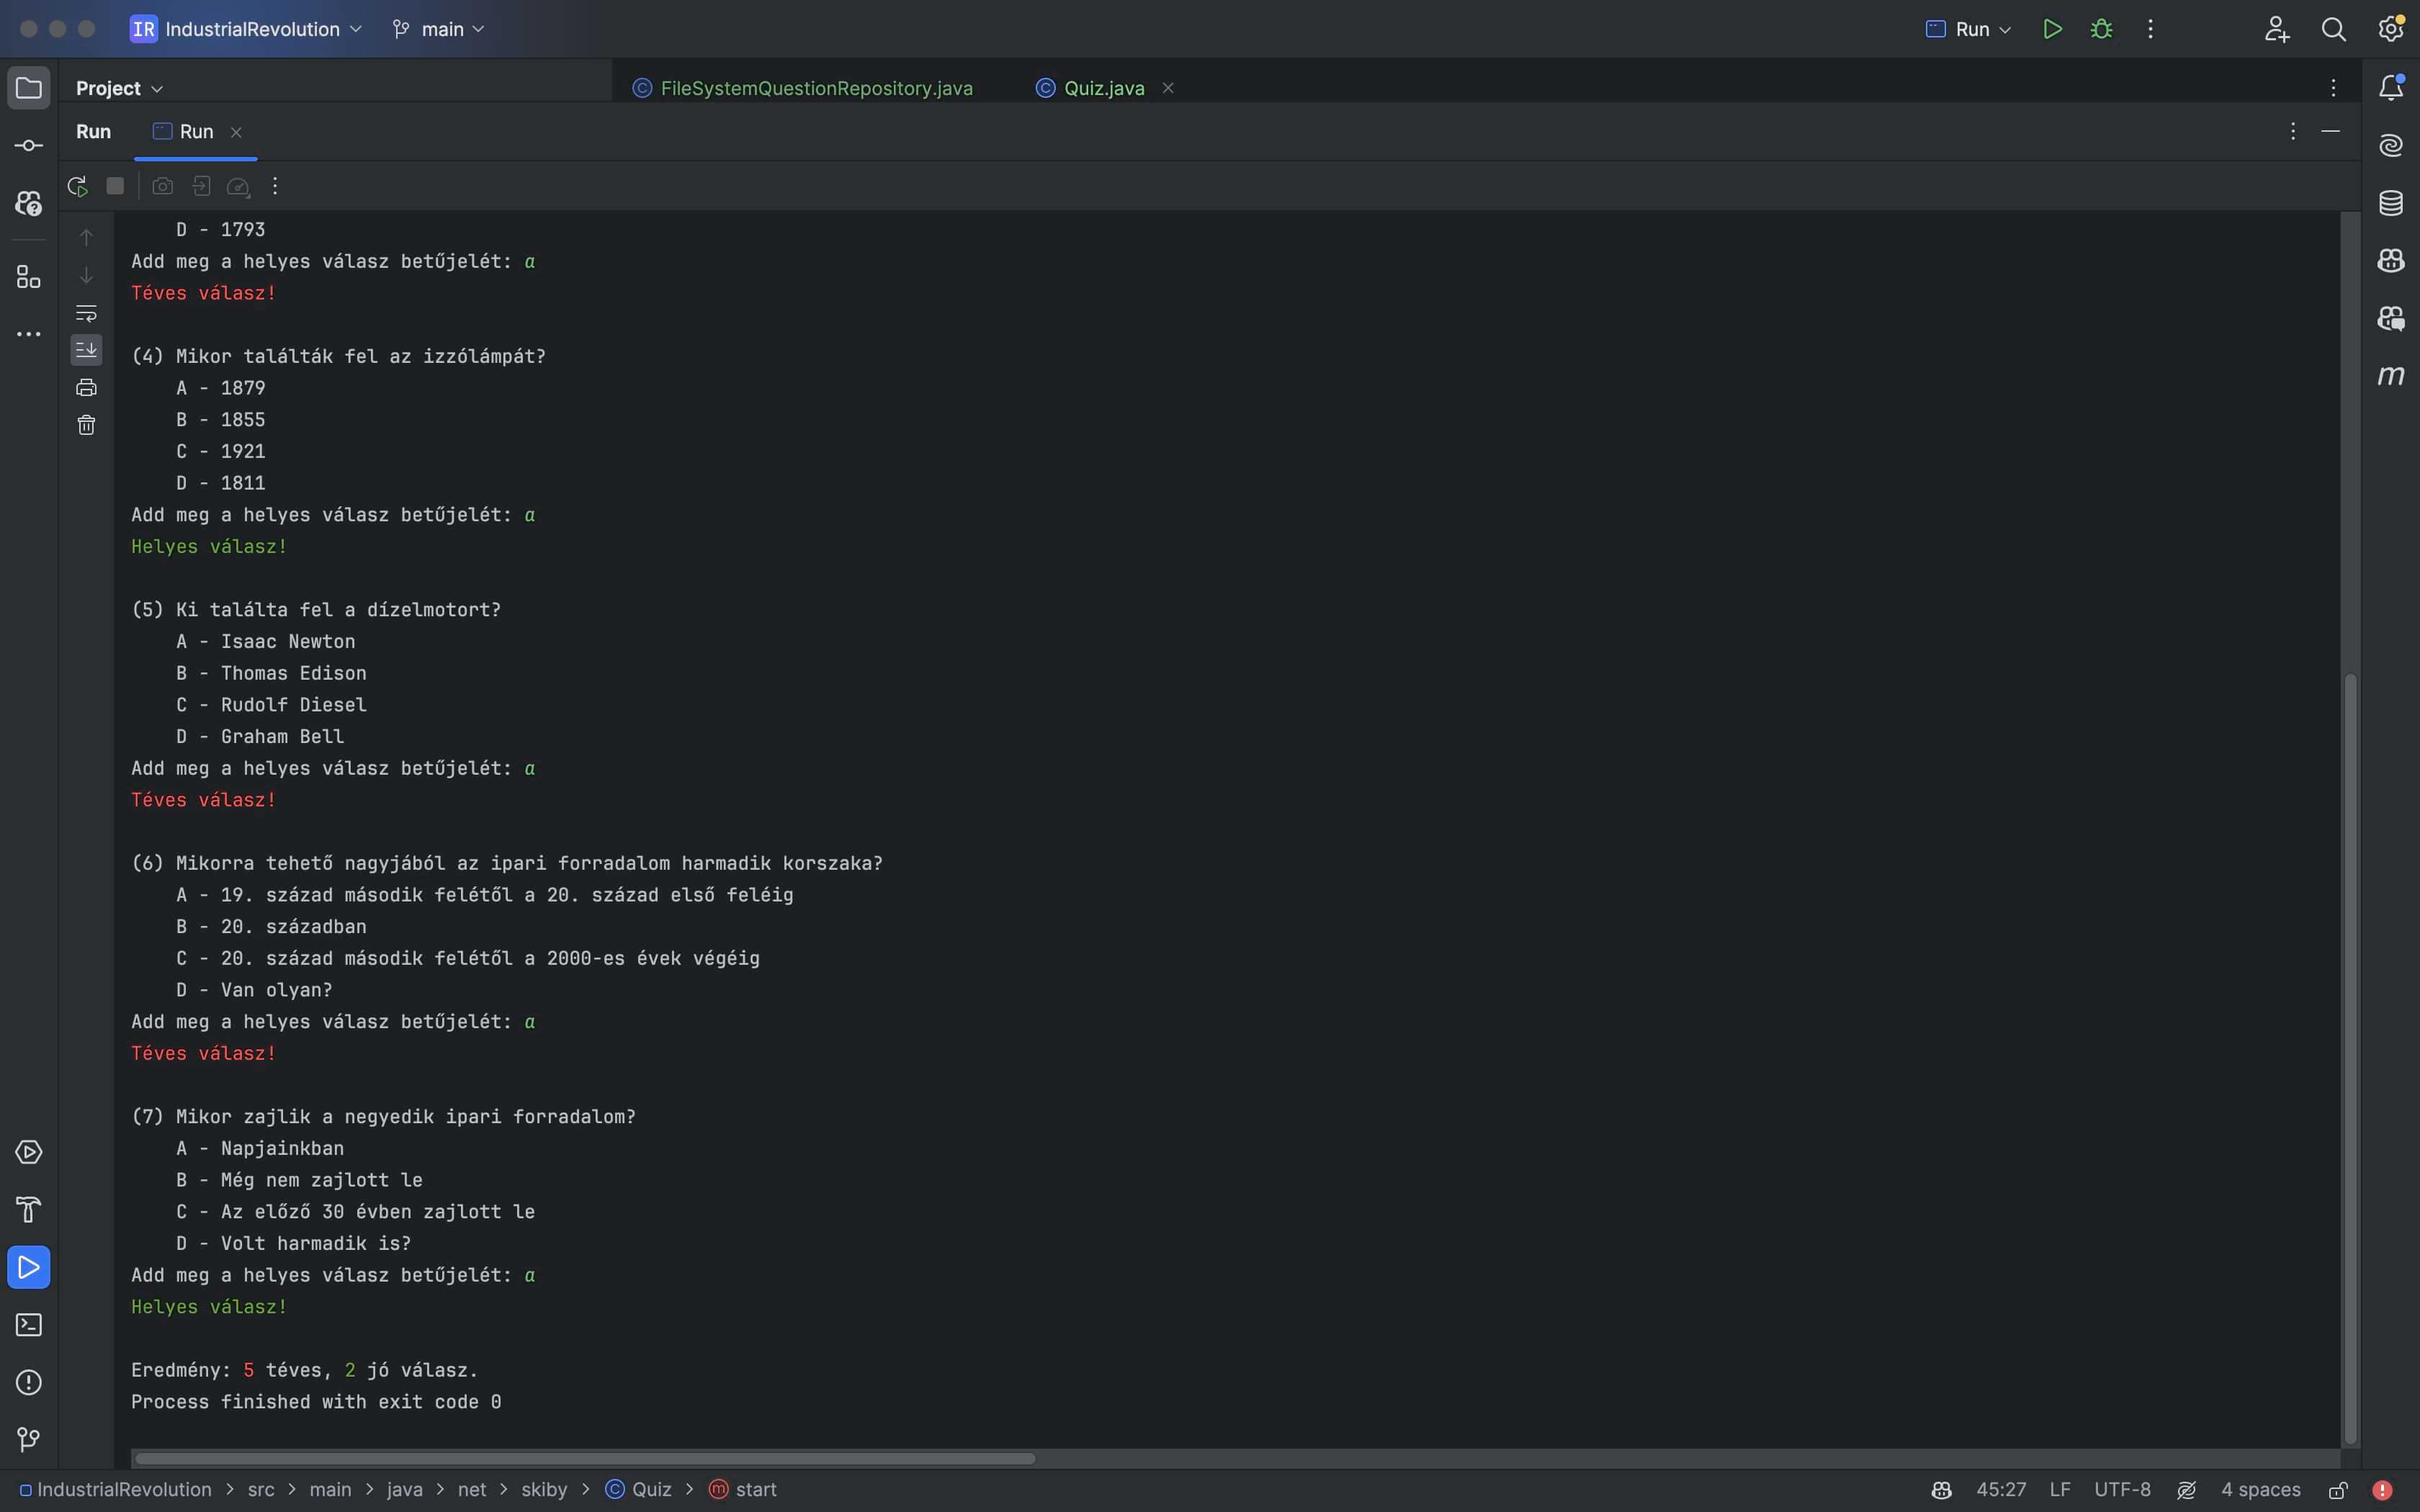 IR IndustrialRevolution main Run
Project FileSystemQuestionRepository.java Quiz.java
Run Run
D - 1793
Add meg a helyes válasz betűjelét: a
Téves válasz!
(4) Mikor találták fel az izzólámpát?
A - 1879
B - 1855
C - 1921
D - 1811
Add meg a helyes válasz betűjelét: a
Helyes válasz!
(5) Ki találta fel a dízelmotort?
A - Isaac Newton
B - Thomas Edison
C - Rudolf Diesel
D - Graham Bell
Add meg a helyes válasz betűjelét: a
Téves válasz!
(6) Mikorra tehető nagyjából az ipari forradalom harmadik korszaka?
A - 19. század második felétől a 20. század első feléig
B - 20. században
C - 20. század második felétől a 2000-es évek végéig
D - Van olyan?
Add meg a helyes válasz betűjelét: a
Téves válasz!
(7) Mikor zajlik a negyedik ipari forradalom?
A - Napjainkban
B - Még nem zajlott le
C - Az előző 30 évben zajlott le
D - Volt harmadik is?
Add meg a helyes válasz betűjelét: a
Helyes válasz!
Eredmény: 5 téves, 2 jó válasz.
Process finished with exit code 0
IndustrialRevolution > src > main > java > net > skiby > Quiz > start 45:27 LF UTF-8 4 spaces